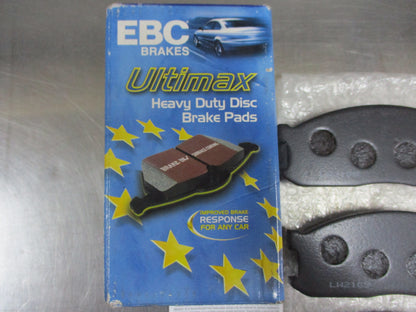 EBC
BRAKES
Ultimax
Heavy Duty Disc
Brake Pads
IMPROVED BRAKE
RESPONSE
FOR ANY CAR